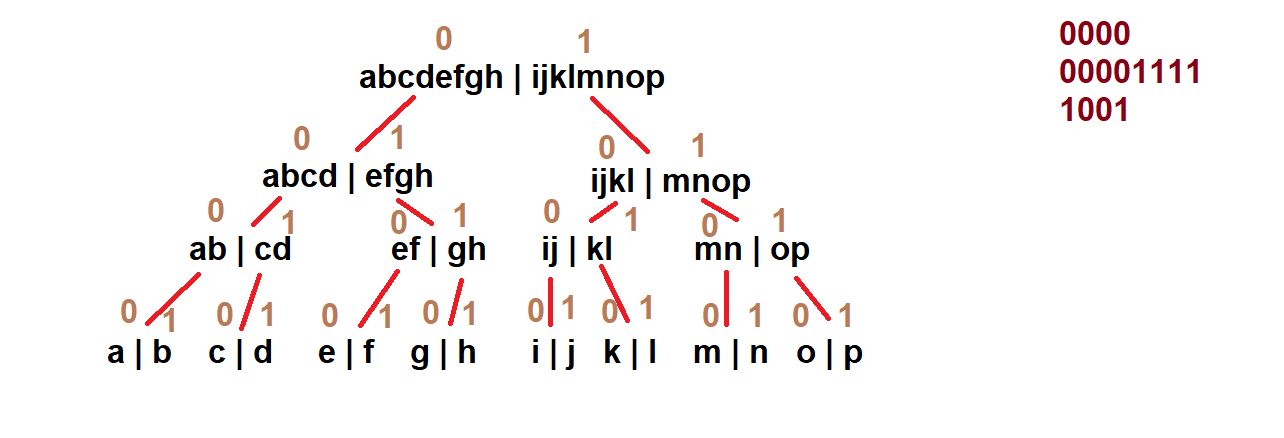 0 1
abcdefgh | ijklmnop
0 1 0 1
abcd | efgh ijkl | mnop
0 1 0 1 0 1 0 1
ab | cd ef | gh ij | kl mn | op
0 1 0 1 0 1 0 1 0 1 0 1 0 1 0 1
a | b c | d e | f g | h i | j k | l m | n o | p
0000
00001111
1001